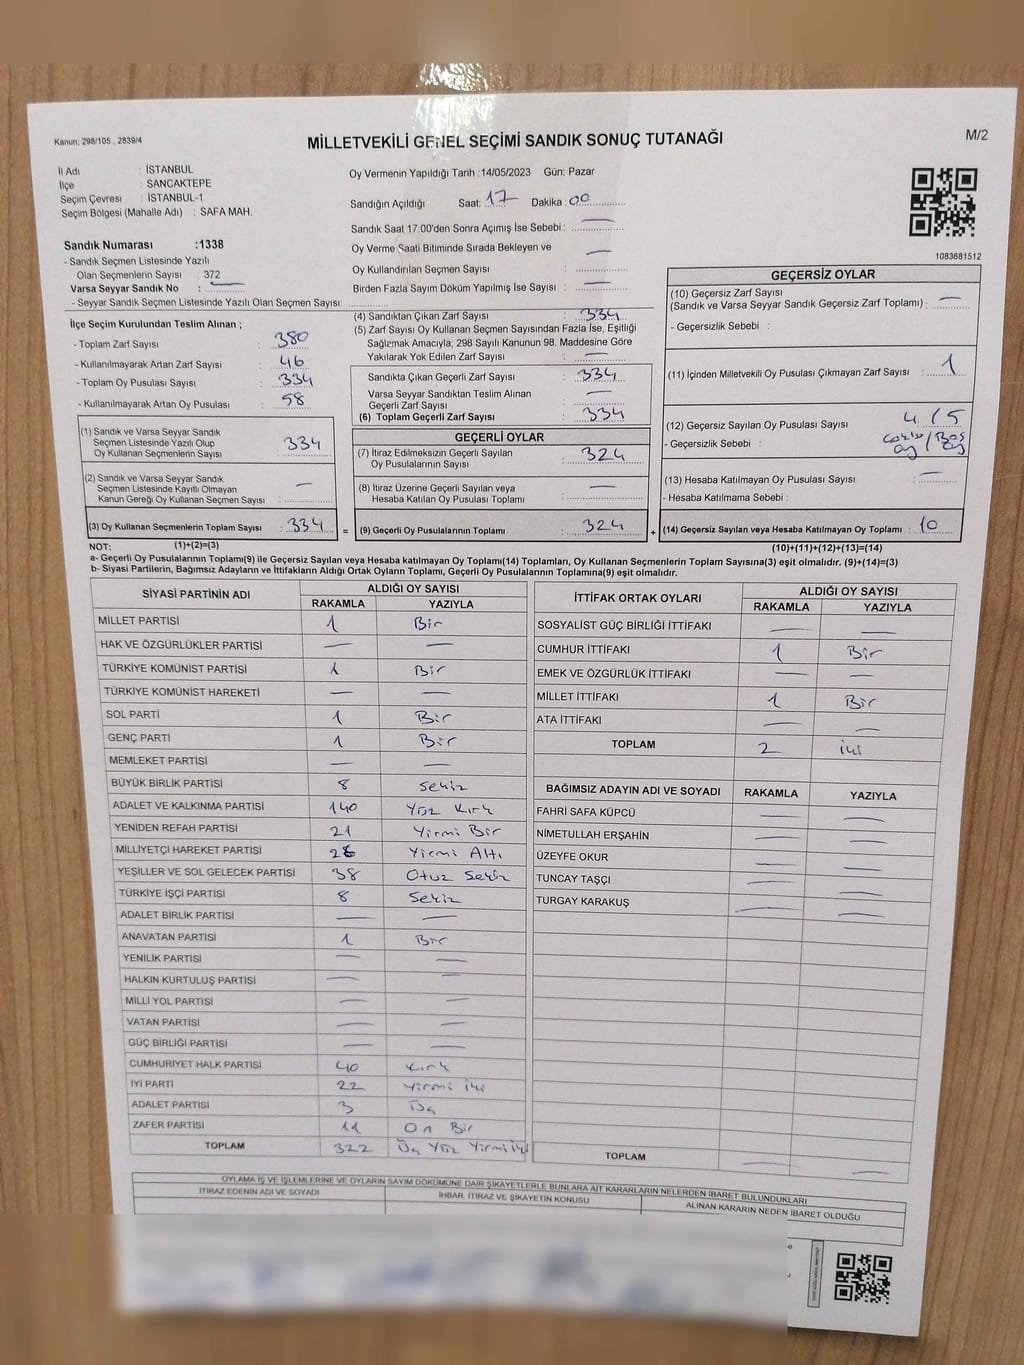 Kanun: 298/105 , 2839/4
MİLLETVEKİLİ GENEL SEÇİMİ SANDIK SONUÇ TUTANAĞI
M/2
İl Adı : İSTANBUL
İlçe : SANCAKTEPE
Seçim Çevresi : İSTANBUL-1
Seçim Bölgesi (Mahalle Adı) : SAFA MAH.
Oy Vermenin Yapıldığı Tarih :14/05/2023 Gün: Pazar
Sandığın Açıldığı Saat: 17 Dakika : 00
Sandık Saat 17.00'den Sonra Açımış İse Sebebi : —
Oy Verme Saati Bitiminde Sırada Bekleyen ve
Oy Kullandırılan Seçmen Sayısı : —
Birden Fazla Sayım Döküm Yapılmış İse Sayısı : —
1083681512
Sandık Numarası :1338
- Sandık Seçmen Listesinde Yazılı
Olan Seçmenlerin Sayısı : 372
Varsa Seyyar Sandık No : —
- Seyyar Sandık Seçmen Listesinde Yazılı Olan Seçmen Sayısı:
İlçe Seçim Kurulundan Teslim Alınan ;
- Toplam Zarf Sayısı : 380
- Kullanılmayarak Artan Zarf Sayısı : 46
- Toplam Oy Pusulası Sayısı : 334
- Kullanılmayarak Artan Oy Pusulası : 58
(1) Sandık ve Varsa Seyyar Sandık
Seçmen Listesinde Yazılı Olup
Oy Kullanan Seçmenlerin Sayısı : 334
(2) Sandık ve Varsa Seyyar Sandık
Seçmen Listesinde Kayıtlı Olmayan
Kanun Gereği Oy Kullanan Seçmen Sayısı : —
(3) Oy Kullanan Seçmenlerin Toplam Sayısı : 334 =
(4) Sandıktan Çıkan Zarf Sayısı : 334
(5) Zarf Sayısı Oy Kullanan Seçmen Sayısından Fazla İse, Eşitliği
Sağlemak Amacıyla; 298 Sayılı Kanunun 98. Maddesine Göre
Yakılarak Yok Edilen Zarf Sayısı : —
Sandıkta Çıkan Geçerli Zarf Sayısı : 334
Varsa Seyyar Sandıktan Teslim Alınan
Geçerli Zarf Sayısı : —
(6) Toplam Geçerli Zarf Sayısı : 334
GEÇERLİ OYLAR
(7) İtiraz Edilmeksizin Geçerli Sayılan
Oy Pusulalarının Sayısı : 324
(8) İtiraz Üzerine Geçerli Sayılan veya
Hesaba Katılan Oy Pusulası Toplamı : —
(9) Geçerli Oy Pusulalarının Toplamı : 324 +
GEÇERSİZ OYLAR
(10) Geçersiz Zarf Sayısı
(Sandık ve Varsa Seyyar Sandık Geçersiz Zarf Toplamı) : —
- Geçersizlik Sebebi :
(11) İçinden Milletvekili Oy Pusulası Çıkmayan Zarf Sayısı : 1
(12) Geçersiz Sayılan Oy Pusulası Sayısı : 4/5
- Geçersizlik Sebebi : oy / Boş oy
(13) Hesaba Katılmayan Oy Pusulası Sayısı : —
- Hesaba Katılmama Sebebi :
(14) Geçersiz Sayılan veya Hesaba Katılmayan Oy Toplamı : 10
NOT: (1)+(2)=(3)
(10)+(11)+(12)+(13)=(14)
a- Geçerli Oy Pusulalarının Toplamı(9) ile Geçersiz Sayılan veya Hesaba katılmayan Oy Toplamı(14) Toplamları, Oy Kullanan Seçmenlerin Toplam Sayısına(3) eşit olmalıdır. (9)+(14)=(3)
b- Siyasi Partilerin, Bağımsız Adayların ve İttifakların Aldığı Ortak Oyların Toplamı, Geçerli Oy Pusulalarının Toplamına(9) eşit olmalıdır.
SİYASİ PARTİNİN ADI
ALDIĞI OY SAYISI
RAKAMLA YAZIYLA
MİLLET PARTİSİ 1 Bir
HAK VE ÖZGÜRLÜKLER PARTİSİ — —
TÜRKİYE KOMÜNİST PARTİSİ 1 Bir
TÜRKİYE KOMÜNİST HAREKETİ — —
SOL PARTİ 1 Bir
GENÇ PARTİ 1 Bir
MEMLEKET PARTİSİ — —
BÜYÜK BİRLİK PARTİSİ 8 Sekiz
ADALET VE KALKINMA PARTİSİ 140 Yüz Kırk
YENİDEN REFAH PARTİSİ 21 Yirmi Bir
MİLLİYETÇİ HAREKET PARTİSİ 26 Yirmi Altı
YEŞİLLER VE SOL GELECEK PARTİSİ 38 Otuz Sekiz
TÜRKİYE İŞÇİ PARTİSİ 8 Sekiz
ADALET BİRLİK PARTİSİ — —
ANAVATAN PARTİSİ 1 Bir
YENİLİK PARTİSİ — —
HALKIN KURTULUŞ PARTİSİ — —
MİLLİ YOL PARTİSİ — —
VATAN PARTİSİ — —
GÜÇ BİRLİĞİ PARTİSİ — —
CUMHURİYET HALK PARTİSİ 40 Kırk
İYİ PARTİ 22 Yirmi iki
ADALET PARTİSİ 3 Üç
ZAFER PARTİSİ 11 On Bir
TOPLAM 322 Üç Yüz Yirmi iki
İTTİFAK ORTAK OYLARI
ALDIĞI OY SAYISI
RAKAMLA YAZIYLA
SOSYALİST GÜÇ BİRLİĞİ İTTİFAKI — —
CUMHUR İTTİFAKI 1 Bir
EMEK VE ÖZGÜRLÜK İTTİFAKI — —
MİLLET İTTİFAKI 1 Bir
ATA İTTİFAKI — —
TOPLAM 2 iki
BAĞIMSIZ ADAYIN ADI VE SOYADI RAKAMLA YAZIYLA
FAHRİ SAFA KÜPCÜ — —
NİMETULLAH ERŞAHİN — —
ÜZEYFE OKUR — —
TUNCAY TAŞÇI — —
TURGAY KARAKUŞ — —
TOPLAM — —
OYLAMA İŞ VE İŞLEMLERİNE VE OYLARIN SAYIM DÖKÜMÜNE DAİR ŞİKAYETLERLE BUNLARA AİT KARARLARIN NELERDEN İBARET BULUNDUKLARI
İTİRAZ EDENİN ADI VE SOYADI
İHBAR, İTİRAZ VE ŞİKAYETİN KONUSU
ALINAN KARARIN NEDEN İBARET OLDUĞU